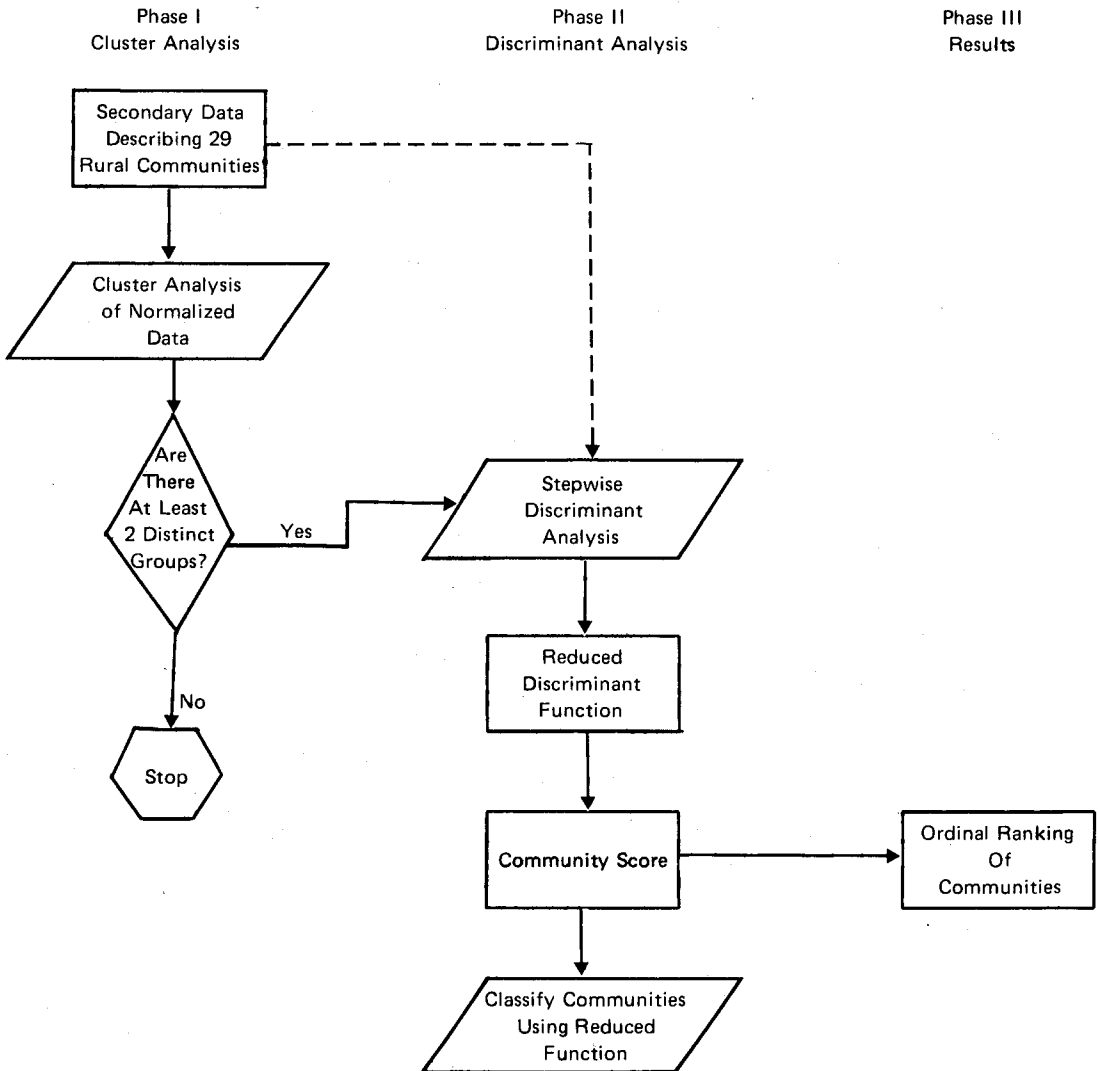 Phase I
Cluster Analysis
Phase II
Discriminant Analysis
Phase III
Results
Secondary Data
Describing 29
Rural Communities
Cluster Analysis
of Normalized
Data
Are
There
At Least
2 Distinct
Groups?
Yes
No
Stop
Stepwise
Discriminant
Analysis
Reduced
Discriminant
Function
Community Score
Ordinal Ranking
Of
Communities
Classify Communities
Using Reduced
Function